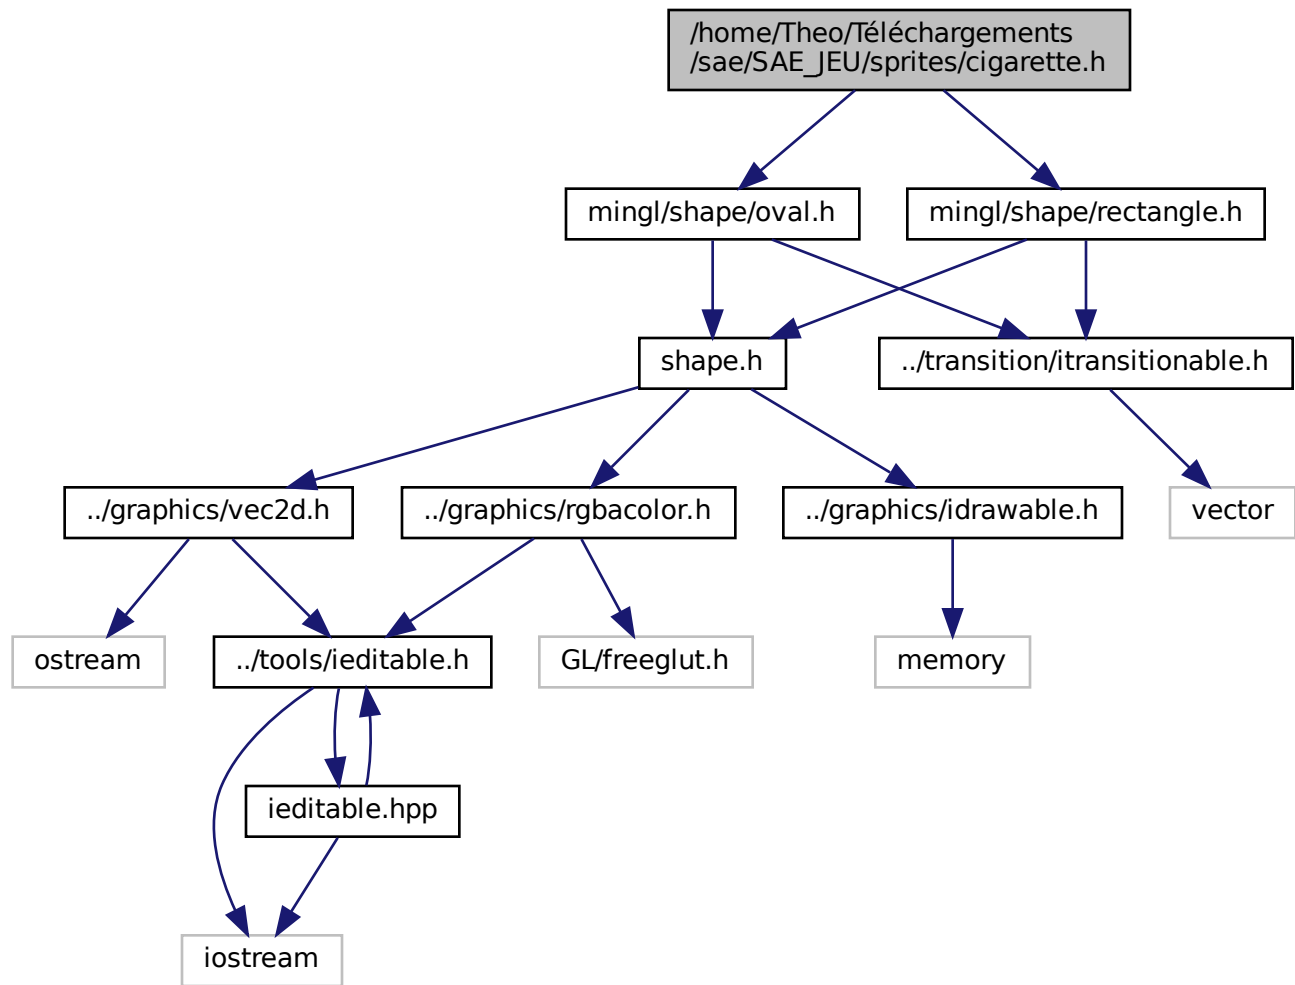 /home/Theo/Téléchargements
/sae/SAE_JEU/sprites/cigarette.h
mingl/shape/oval.h
mingl/shape/rectangle.h
shape.h
../transition/itransitionable.h
../graphics/vec2d.h
../graphics/rgbacolor.h
../graphics/idrawable.h
vector
ostream
../tools/ieditable.h
GL/freeglut.h
memory
ieditable.hpp
iostream